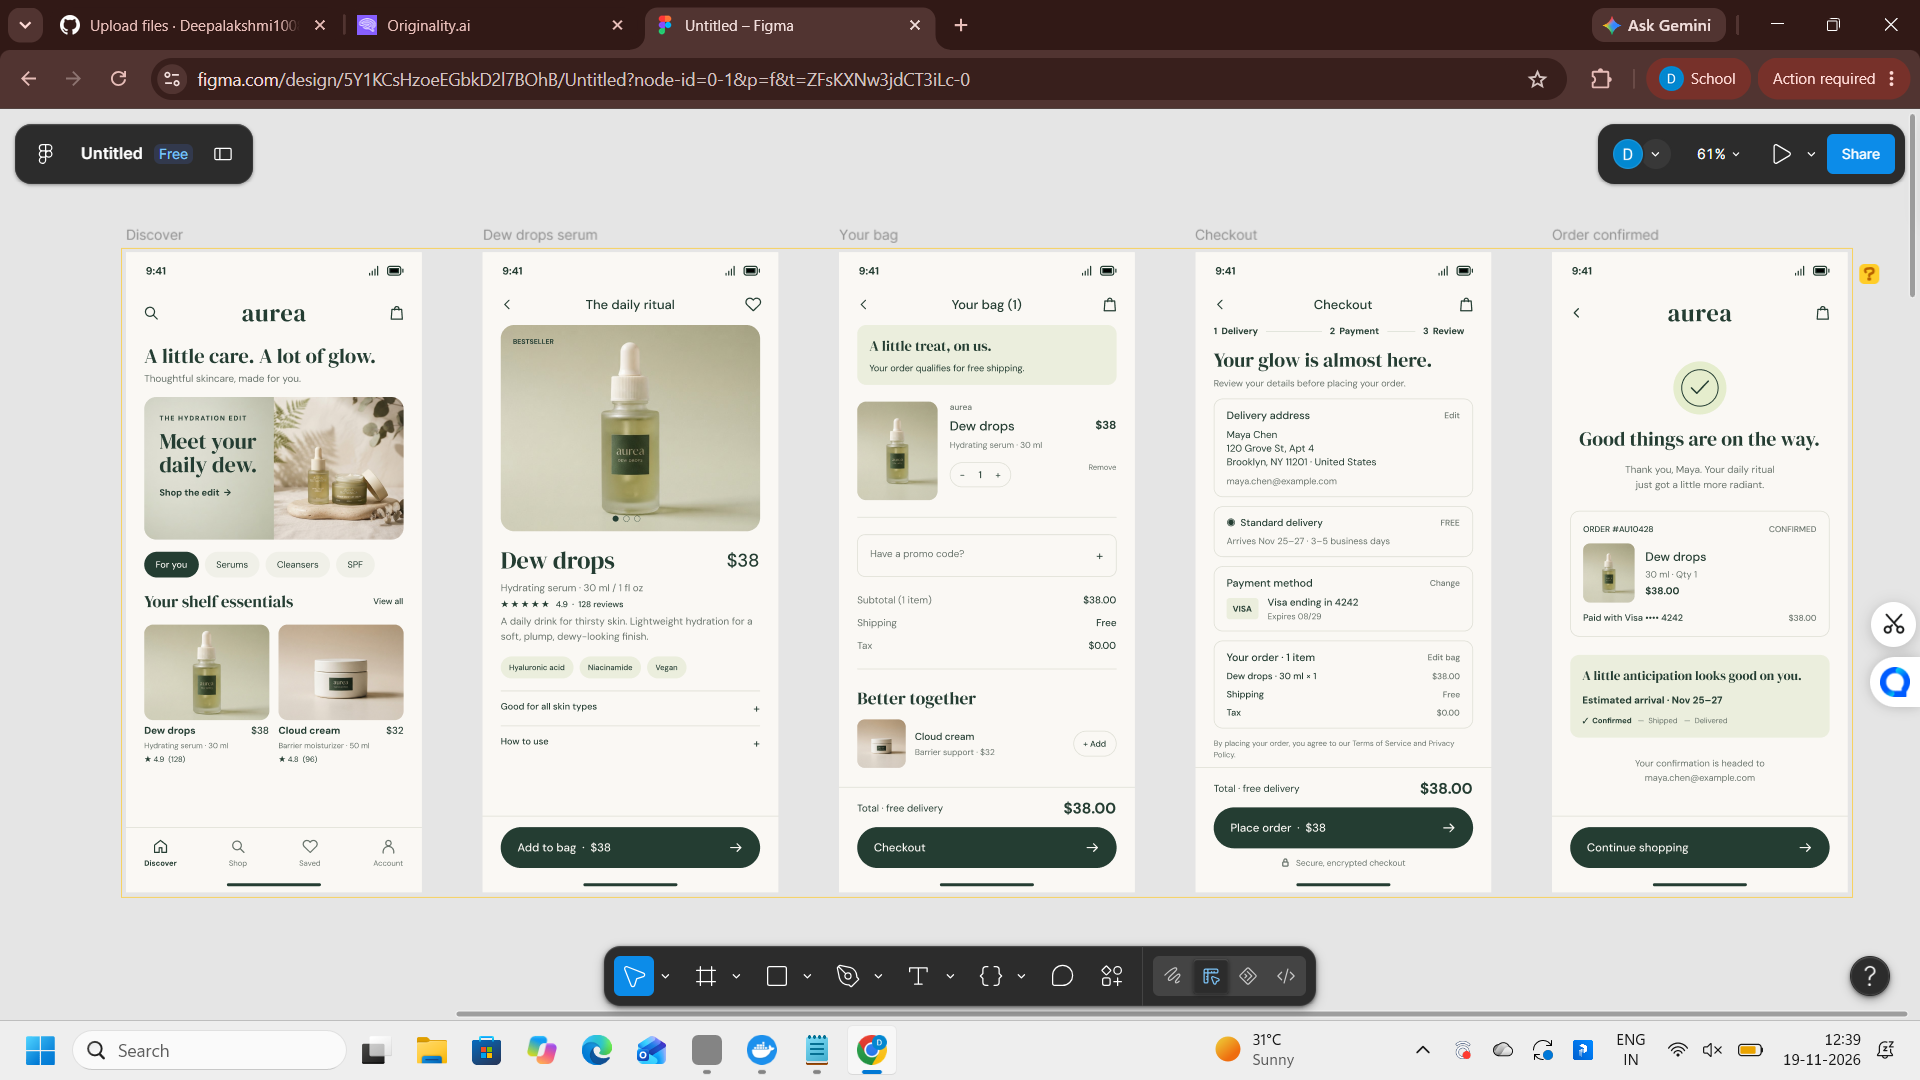 Upload files · Deepalakshmi100
Originality.ai
Untitled – Figma
Ask Gemini
figma.com/design/5Y1KCsHzoeEGbkD2l7BOhB/Untitled?node-id=0-1&p=f&t=ZFsKXNw3jdCT3iLc-0
D School
Action required
Untitled Free
D
61%
Share
Discover
9:41
aurea
A little care. A lot of glow.
Thoughtful skincare, made for you.
THE HYDRATION EDIT
Meet your
daily dew.
Shop the edit →
For you Serums Cleansers SPF
Your shelf essentials View all
Dew drops $38
Hydrating serum · 30 ml
★ 4.9 (128)
Cloud cream $32
Barrier moisturizer · 50 ml
★ 4.8 (96)
Discover Shop Saved Account
Dew drops serum
9:41
The daily ritual
BESTSELLER
aurea
Dew drops $38
Hydrating serum · 30 ml / 1 fl oz
★★★★★ 4.9 · 128 reviews
A daily drink for thirsty skin. Lightweight hydration for a
soft, plump, dewy-looking finish.
Hyaluronic acid Niacinamide Vegan
Good for all skin types +
How to use +
Add to bag · $38 →
Your bag
9:41
Your bag (1)
A little treat, on us.
Your order qualifies for free shipping.
aurea
Dew drops $38
Hydrating serum · 30 ml
− 1 + Remove
Have a promo code? +
Subtotal (1 item) $38.00
Shipping Free
Tax $0.00
Better together
Cloud cream
Barrier support · $32
+ Add
Total · free delivery $38.00
Checkout →
Checkout
9:41
Checkout
1 Delivery 2 Payment 3 Review
Your glow is almost here.
Review your details before placing your order.
Delivery address Edit
Maya Chen
120 Grove St, Apt 4
Brooklyn, NY 11201 · United States
maya.chen@example.com
Standard delivery FREE
Arrives Nov 25–27 · 3–5 business days
Payment method Change
VISA
Visa ending in 4242
Expires 08/29
Your order · 1 item Edit bag
Dew drops · 30 ml × 1 $38.00
Shipping Free
Tax $0.00
By placing your order, you agree to our Terms of Service and Privacy
Policy.
Total · free delivery $38.00
Place order · $38 →
Secure, encrypted checkout
Order confirmed
9:41
aurea
Good things are on the way.
Thank you, Maya. Your daily ritual
just got a little more radiant.
ORDER #AU10428 CONFIRMED
Dew drops
30 ml · Qty 1
$38.00
Paid with Visa •••• 4242 $38.00
A little anticipation looks good on you.
Estimated arrival · Nov 25–27
✓ Confirmed — Shipped — Delivered
Your confirmation is headed to
maya.chen@example.com
Continue shopping →
Search
31°C
Sunny
ENG
IN
12:39
19-11-2026